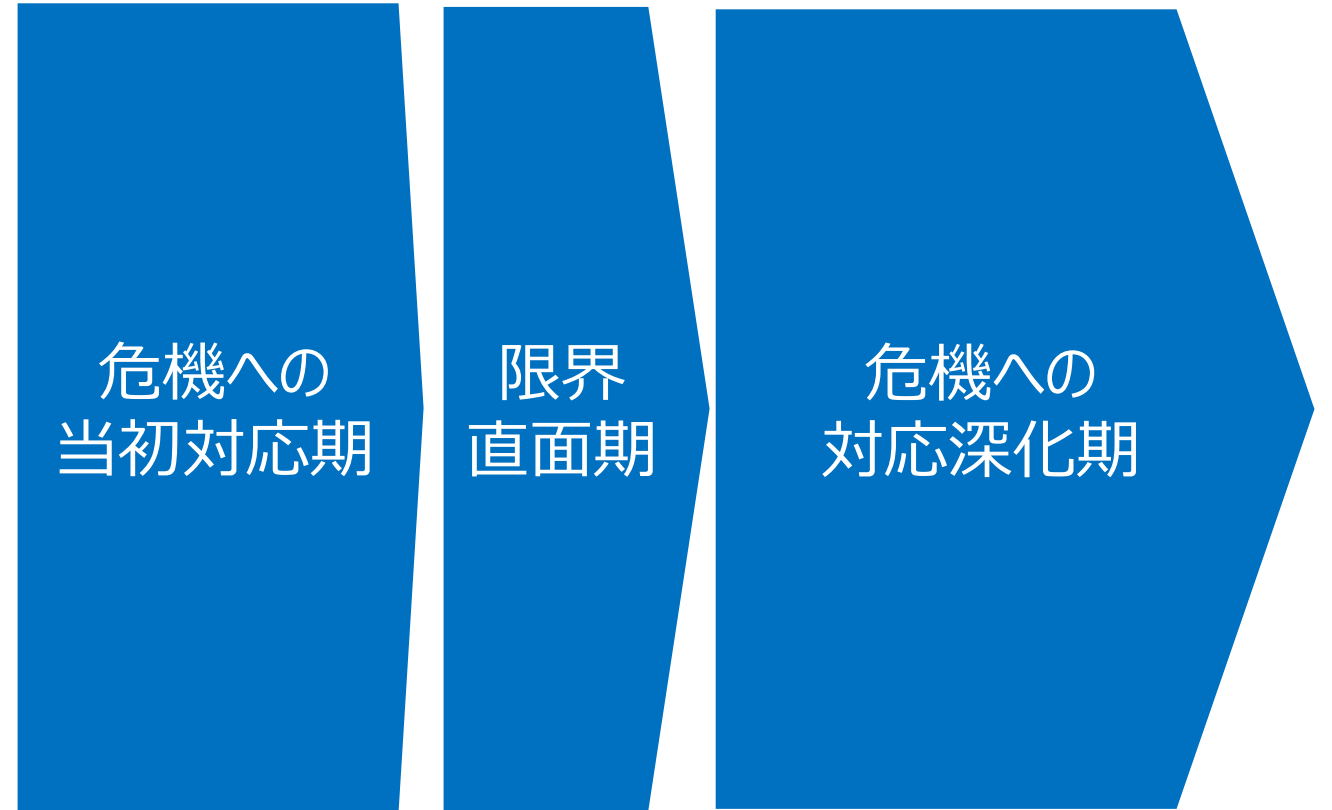 危機への
当初対応期
限界
直面期
危機への
対応深化期